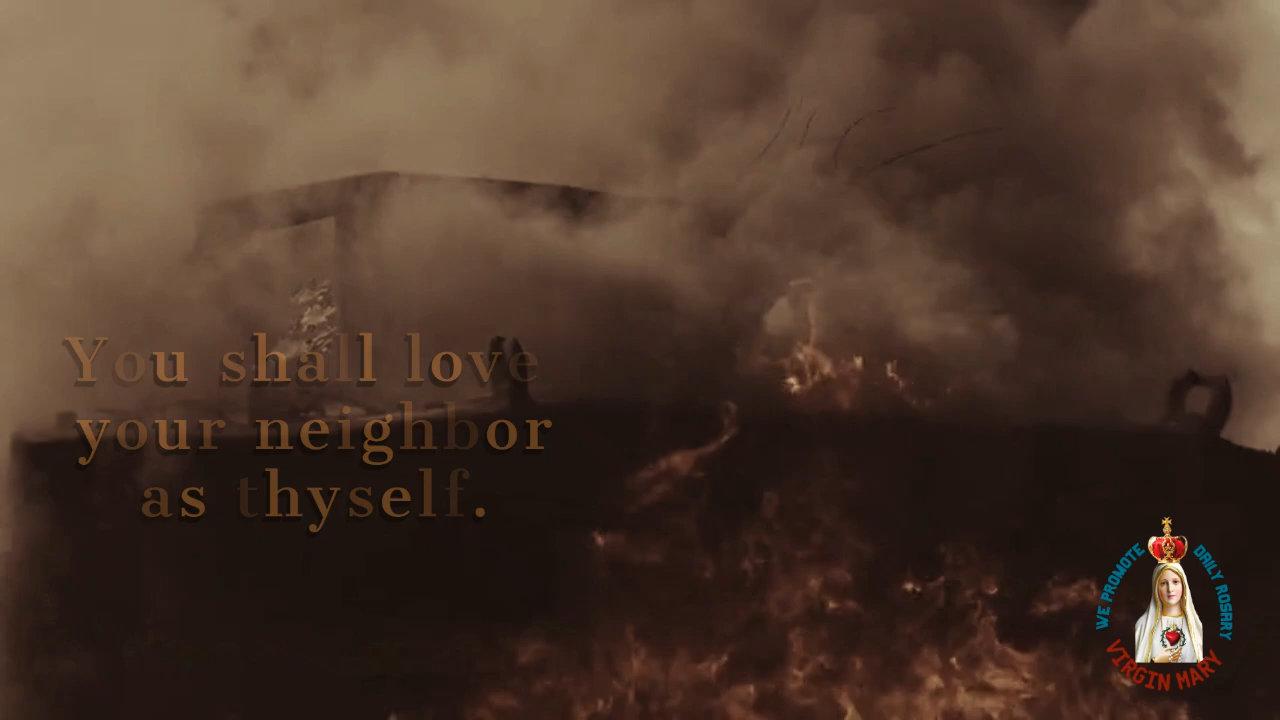 You shall love
your neighbor
as thyself.
WE PROMOTE
DAILY ROSARY
VIRGIN MARY